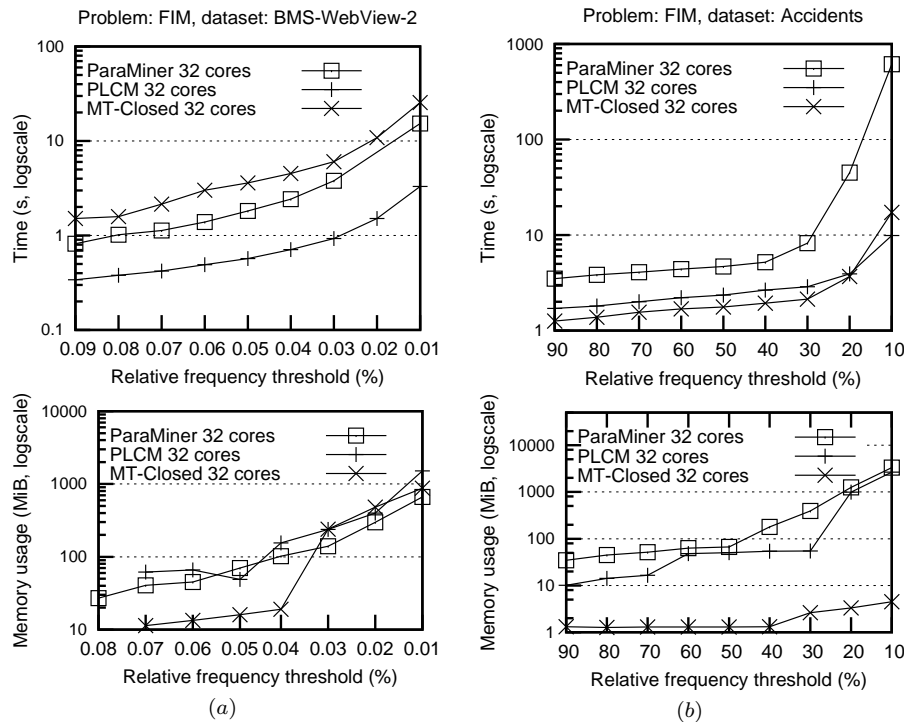 Problem: FIM, dataset: BMS-WebView-2
Time (s, logscale)
100
10
1
0.1
ParaMiner 32 cores
PLCM 32 cores
MT-Closed 32 cores
0.09 0.08 0.07 0.06 0.05 0.04 0.03 0.02 0.01
Relative frequency threshold (%)
Memory usage (MiB, logscale)
10000
1000
100
10
ParaMiner 32 cores
PLCM 32 cores
MT-Closed 32 cores
0.08 0.07 0.06 0.05 0.04 0.03 0.02 0.01
Relative frequency threshold (%)
(a)
Problem: FIM, dataset: Accidents
Time (s, logscale)
1000
100
10
1
ParaMiner 32 cores
PLCM 32 cores
MT-Closed 32 cores
90 80 70 60 50 40 30 20 10
Relative frequency threshold (%)
Memory usage (MiB, logscale)
10000
1000
100
10
1
ParaMiner 32 cores
PLCM 32 cores
MT-Closed 32 cores
90 80 70 60 50 40 30 20 10
Relative frequency threshold (%)
(b)